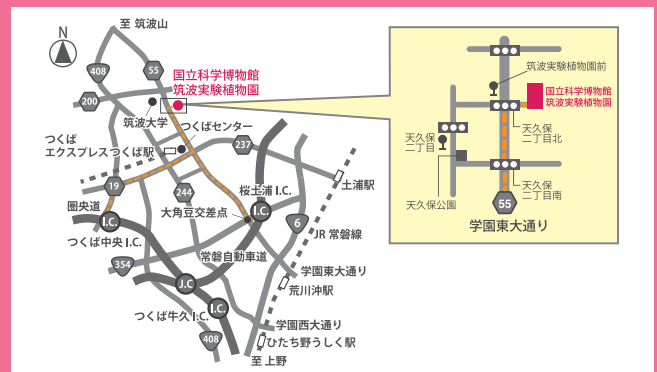 至 筑波山
N
408
55
国立科学博物館
筑波実験植物園
200
筑波大学
つくばセンター
つくば
エクスプレスつくば駅
237
19
244
土浦駅
桜土浦 I.C.
圏央道
大角豆交差点
I.C.
I.C.
6
つくば中央 I.C.
JR 常磐線
常磐自動車道
354
学園東大通り
J.C
荒川沖駅
I.C.
つくば牛久 I.C.
学園西大通り
408
ひたち野うしく駅
至 上野
筑波実験植物園前
国立科学博物館
筑波実験植物園
天久保
二丁目
天久保
二丁目北
天久保
二丁目南
天久保公園
55
学園東大通り